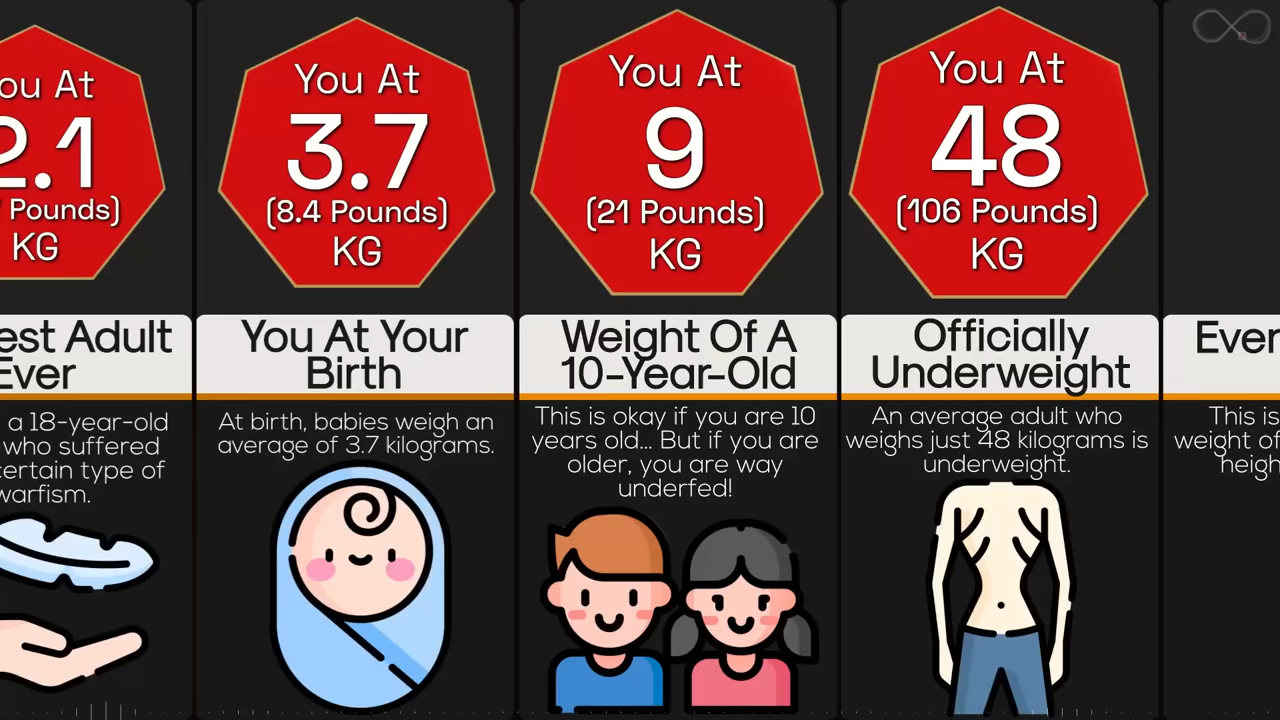 ou At
2.1
Pounds)
KG
est Adult
Ever
a 18-year-old
who suffered
ertain type of
warfism.
You At
3.7
(8.4 Pounds)
KG
You At Your
Birth
At birth, babies weigh an
average of 3.7 kilograms.
You At
9
(21 Pounds)
KG
Weight Of A
10-Year-Old
This is okay if you are 10
years old... But if you are
older, you are way
underfed!
You At
48
(106 Pounds)
KG
Officially
Underweight
An average adult who
weighs just 48 kilograms is
underweight.
Ever
This is
weight of
heigh